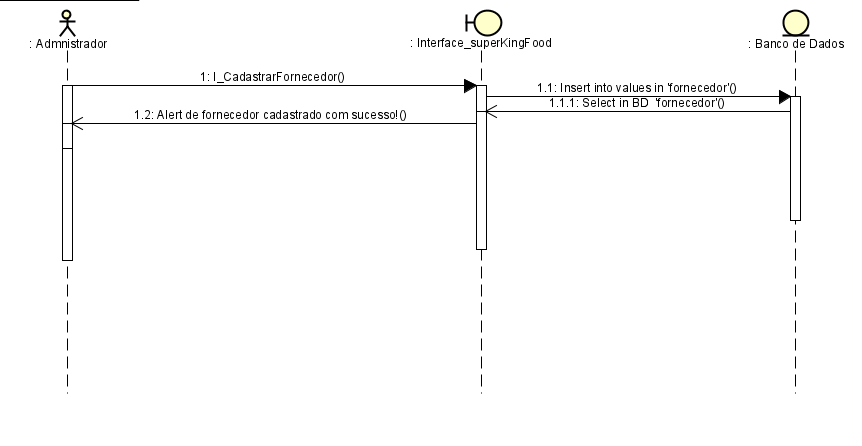 : Admnistrador
: Interface_superKingFood
: Banco de Dados
1: I_CadastrarFornecedor()
1.1: Insert into values in 'fornecedor'()
1.1.1: Select in BD 'fornecedor'()
1.2: Alert de fornecedor cadastrado com sucesso!()